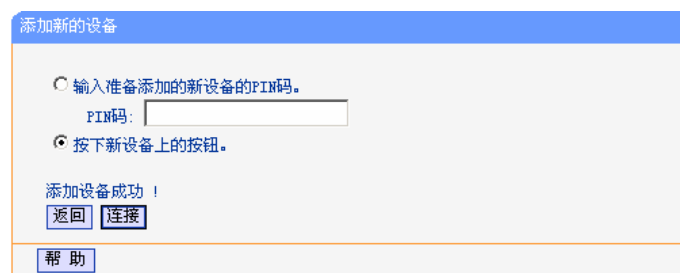 添加新的设备
输入准备添加的新设备的PIN码。
PIN码:
按下新设备上的按钮。
添加设备成功 !
返回 连接
帮 助